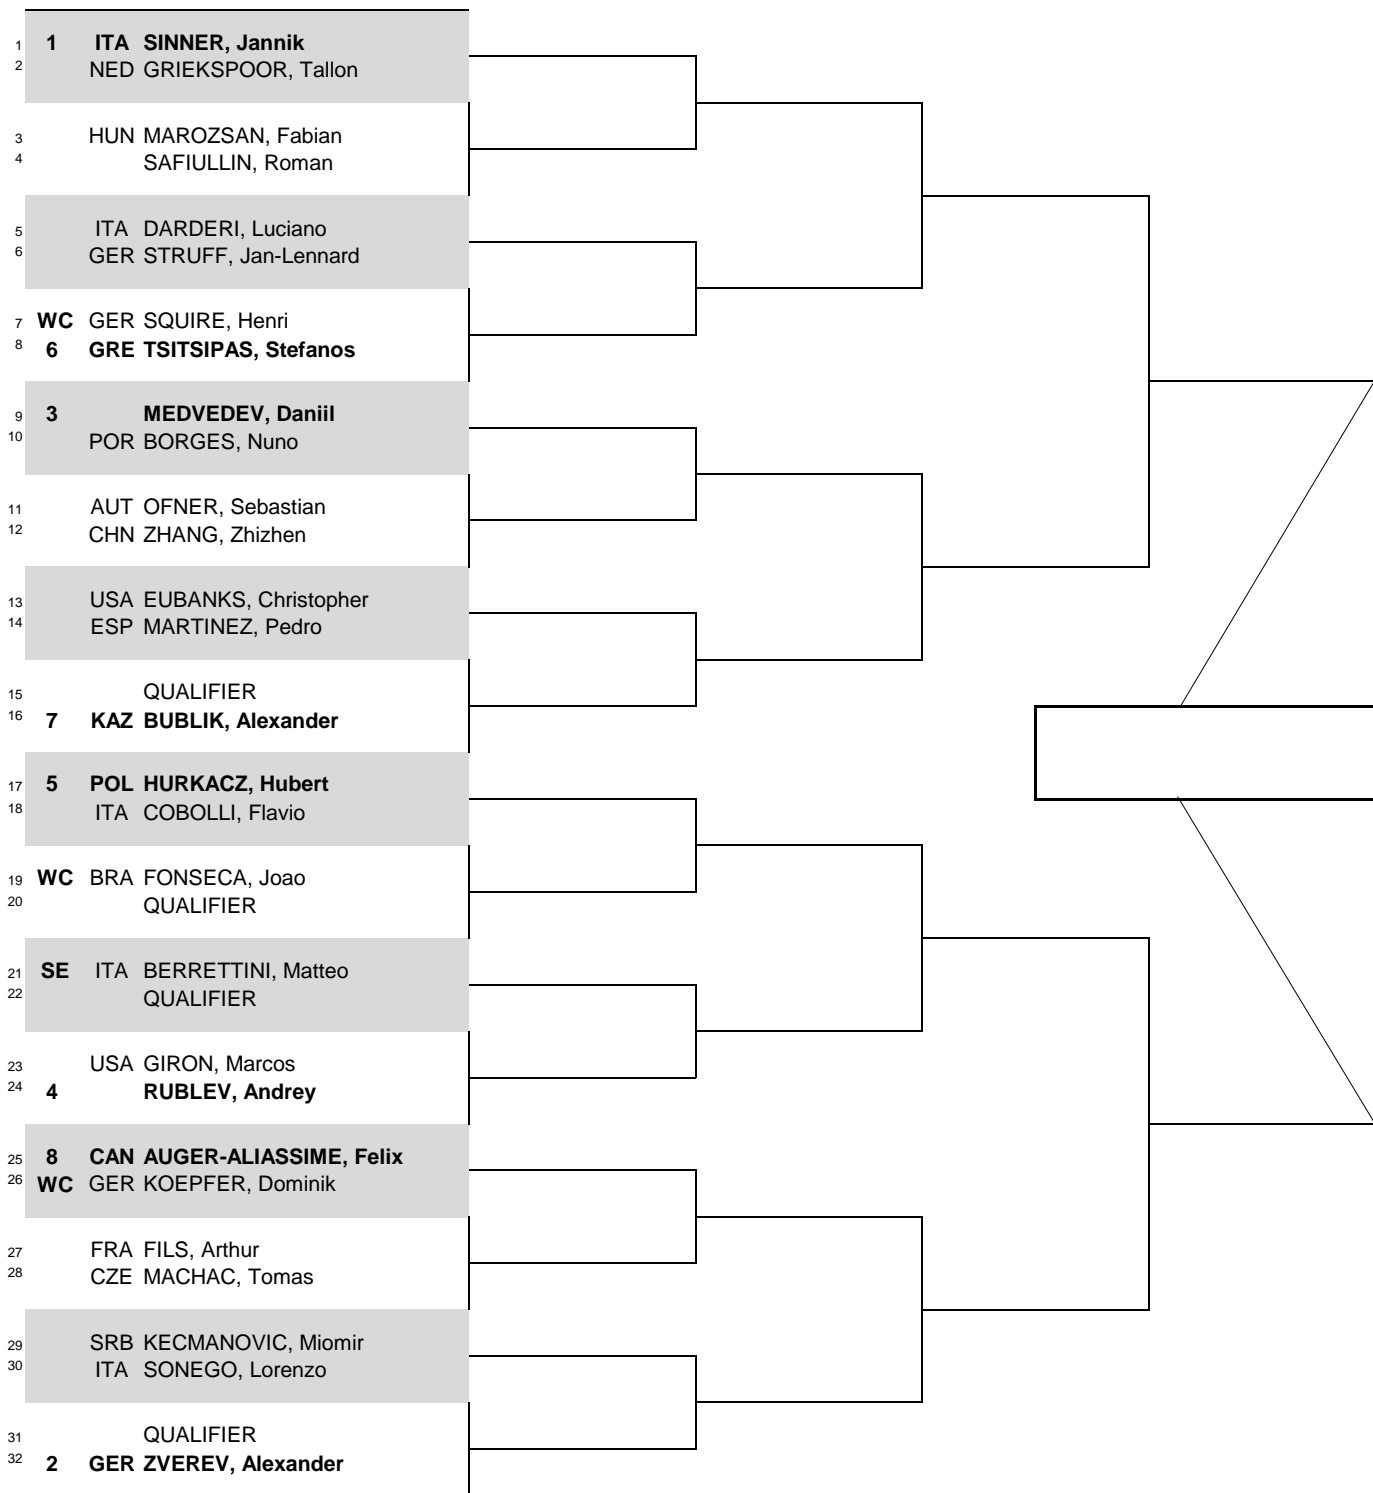 1 1 ITA SINNER, Jannik
2 NED GRIEKSPOOR, Tallon
3 HUN MAROZSAN, Fabian
4 SAFIULLIN, Roman
5 ITA DARDERI, Luciano
6 GER STRUFF, Jan-Lennard
7 WC GER SQUIRE, Henri
8 6 GRE TSITSIPAS, Stefanos
9 3 MEDVEDEV, Daniil
10 POR BORGES, Nuno
11 AUT OFNER, Sebastian
12 CHN ZHANG, Zhizhen
13 USA EUBANKS, Christopher
14 ESP MARTINEZ, Pedro
15 QUALIFIER
16 7 KAZ BUBLIK, Alexander
17 5 POL HURKACZ, Hubert
18 ITA COBOLLI, Flavio
19 WC BRA FONSECA, Joao
20 QUALIFIER
21 SE ITA BERRETTINI, Matteo
22 QUALIFIER
23 USA GIRON, Marcos
24 4 RUBLEV, Andrey
25 8 CAN AUGER-ALIASSIME, Felix
26 WC GER KOEPFER, Dominik
27 FRA FILS, Arthur
28 CZE MACHAC, Tomas
29 SRB KECMANOVIC, Miomir
30 ITA SONEGO, Lorenzo
31 QUALIFIER
32 2 GER ZVEREV, Alexander